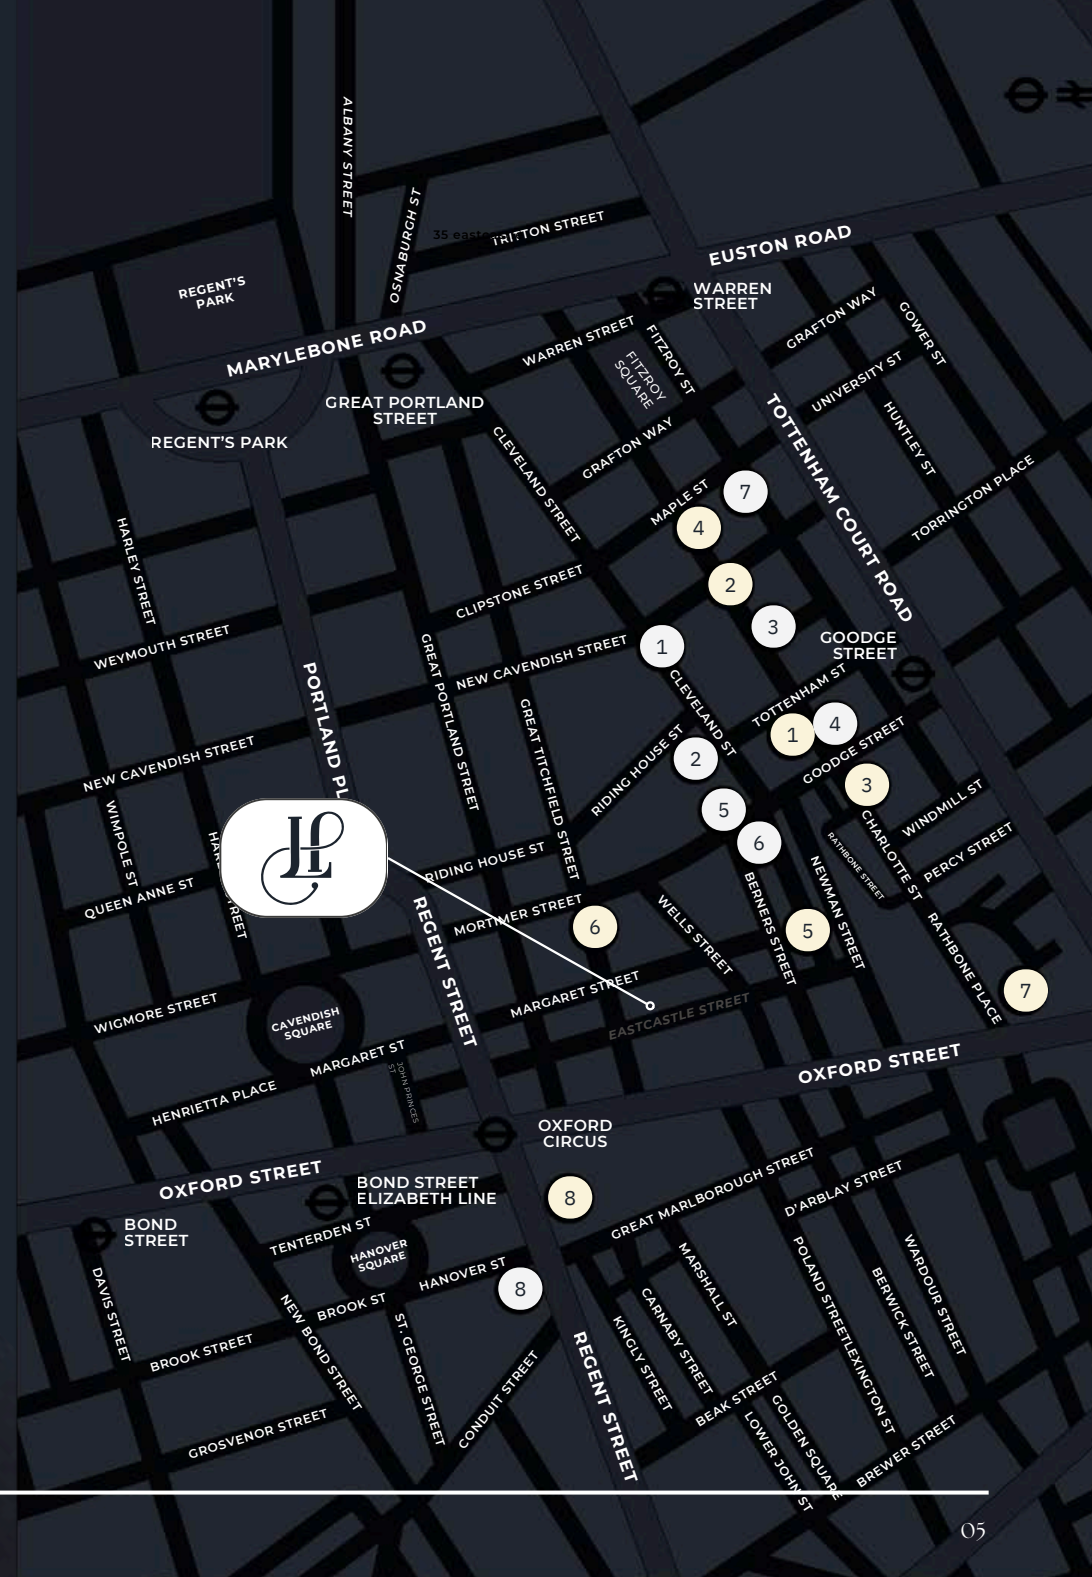 ALBANY STREET
OSNABURGH ST
TRITTON STREET
EUSTON ROAD
REGENT'S
PARK
WARREN
STREET
MARYLEBONE ROAD
WARREN STREET
FITZROY ST
FITZROY
SQUARE
GRAFTON WAY
GOWER ST
UNIVERSITY ST
HUNTLEY ST
GREAT PORTLAND
STREET
REGENT'S PARK
TOTTENHAM COURT ROAD
CLEVELAND STREET
GRAFTON WAY
TORRINGTON PLACE
MAPLE ST
7
4
HARLEY STREET
CLIPSTONE STREET
2
3
WEYMOUTH STREET
GOODGE
STREET
1
NEW CAVENDISH STREET
GREAT PORTLAND STREET
PORTLAND PL
CLEVELAND ST
TOTTENHAM ST
GREAT TITCHFIELD STREET
1
4
GOODGE STREET
RIDING HOUSE ST
2
NEW CAVENDISH STREET
3
WIMPOLE ST
5
6
WINDMILL ST
CHARLOTTE ST
RATHBONE STREET
PERCY STREET
HAR
REET
QUEEN ANNE ST
RIDING HOUSE ST
NEWMAN STREET
BERNERS STREET
WELLS STREET
MORTIMER STREET
6
5
REGENT STREET
RATHBONE PLACE
7
MARGARET STREET
EASTCASTLE STREET
WIGMORE STREET
CAVENDISH
SQUARE
MARGARET ST
JOHN PRINCES
ST
HENRIETTA PLACE
OXFORD STREET
OXFORD
CIRCUS
OXFORD STREET
BOND STREET
ELIZABETH LINE
8
GREAT MARLBOROUGH STREET
D'ARBLAY STREET
BOND
STREET
TENTERDEN ST
HANOVER
SQUARE
HANOVER ST
8
MARSHALL ST
POLAND STREET
LEXINGTON ST
BERWICK STREET
WARDOUR STREET
DAVIS STREET
NEW BOND STREET
BROOK ST
CARNABY STREET
KINGLY STREET
BROOK STREET
ST. GEORGE STREET
CONDUIT STREET
REGENT STREET
BEAK STREET
GOLDEN SQUARE
LOWER JOHN ST
BREWER STREET
GROSVENOR STREET
05